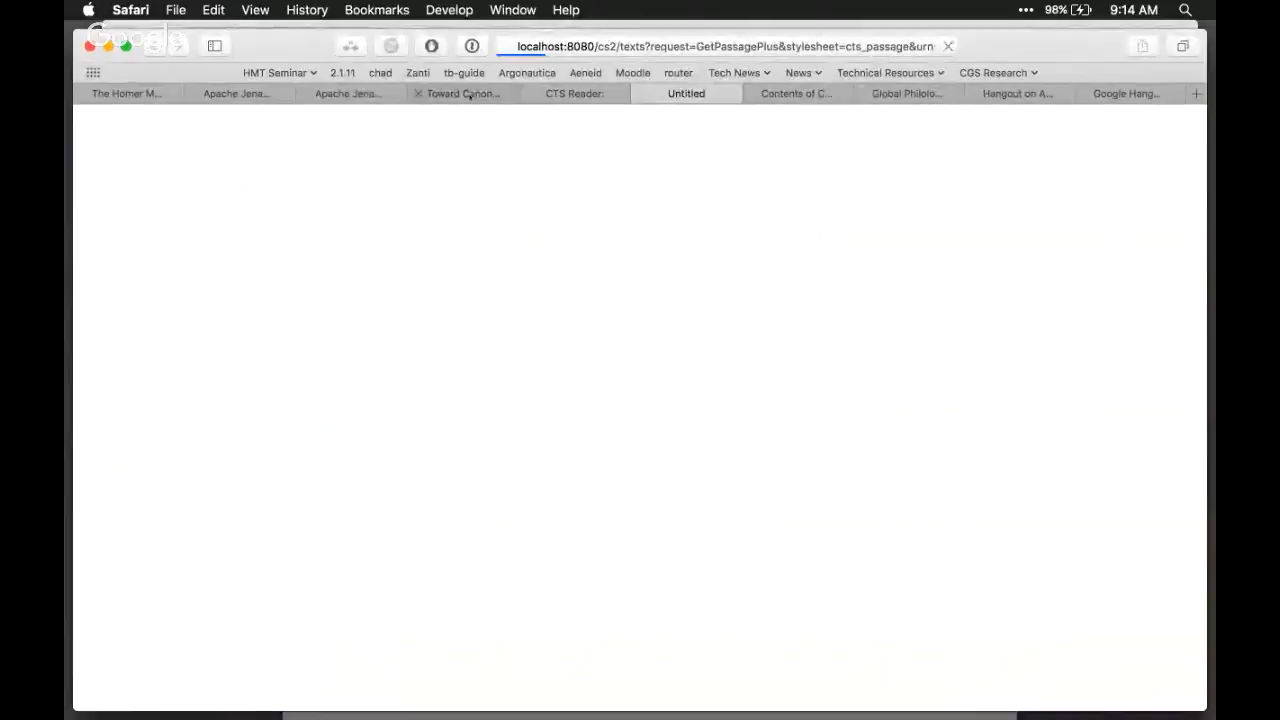 Safari File Edit View History Bookmarks Develop Window Help ••• 98% 9:14 AM
Google
localhost:8080/cs2/texts?request=GetPassagePlus&stylesheet=cts_passage&urn
HMT Seminar 2.1.11 chad Zanti tb-guide Argonautica Aeneid Moodle router Tech News News Technical Resources CGS Research
The Homer M... Apache Jena... Apache Jena... Toward Canon... CTS Reader: Untitled Contents of C... Global Philolo... Hangout on A... Google Hang...